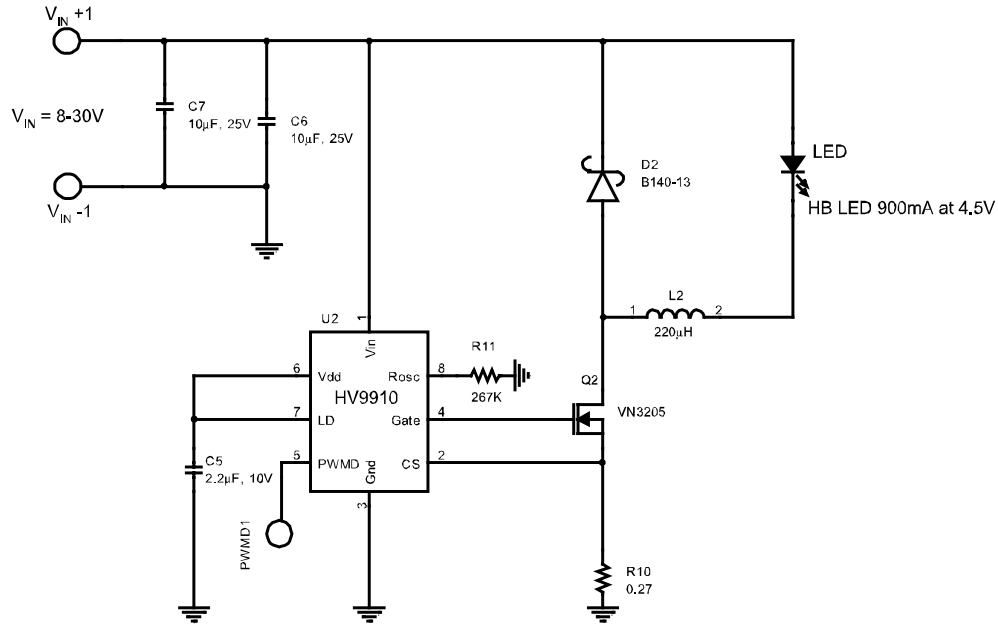 V_IN +1
V_IN = 8-30V
V_IN -1
C7
10µF, 25V
C6
10µF, 25V
D2
B140-13
LED
HB LED 900mA at 4.5V
L2
1 2
220µH
U2
1
Vin
R11
267K
6 Vdd
Rosc 8
HV9910
7 LD
Gate 4
5 PWMD
CS 2
Gnd
3
Q2
VN3205
C5
2.2µF, 10V
PWMD1
R10
0.27